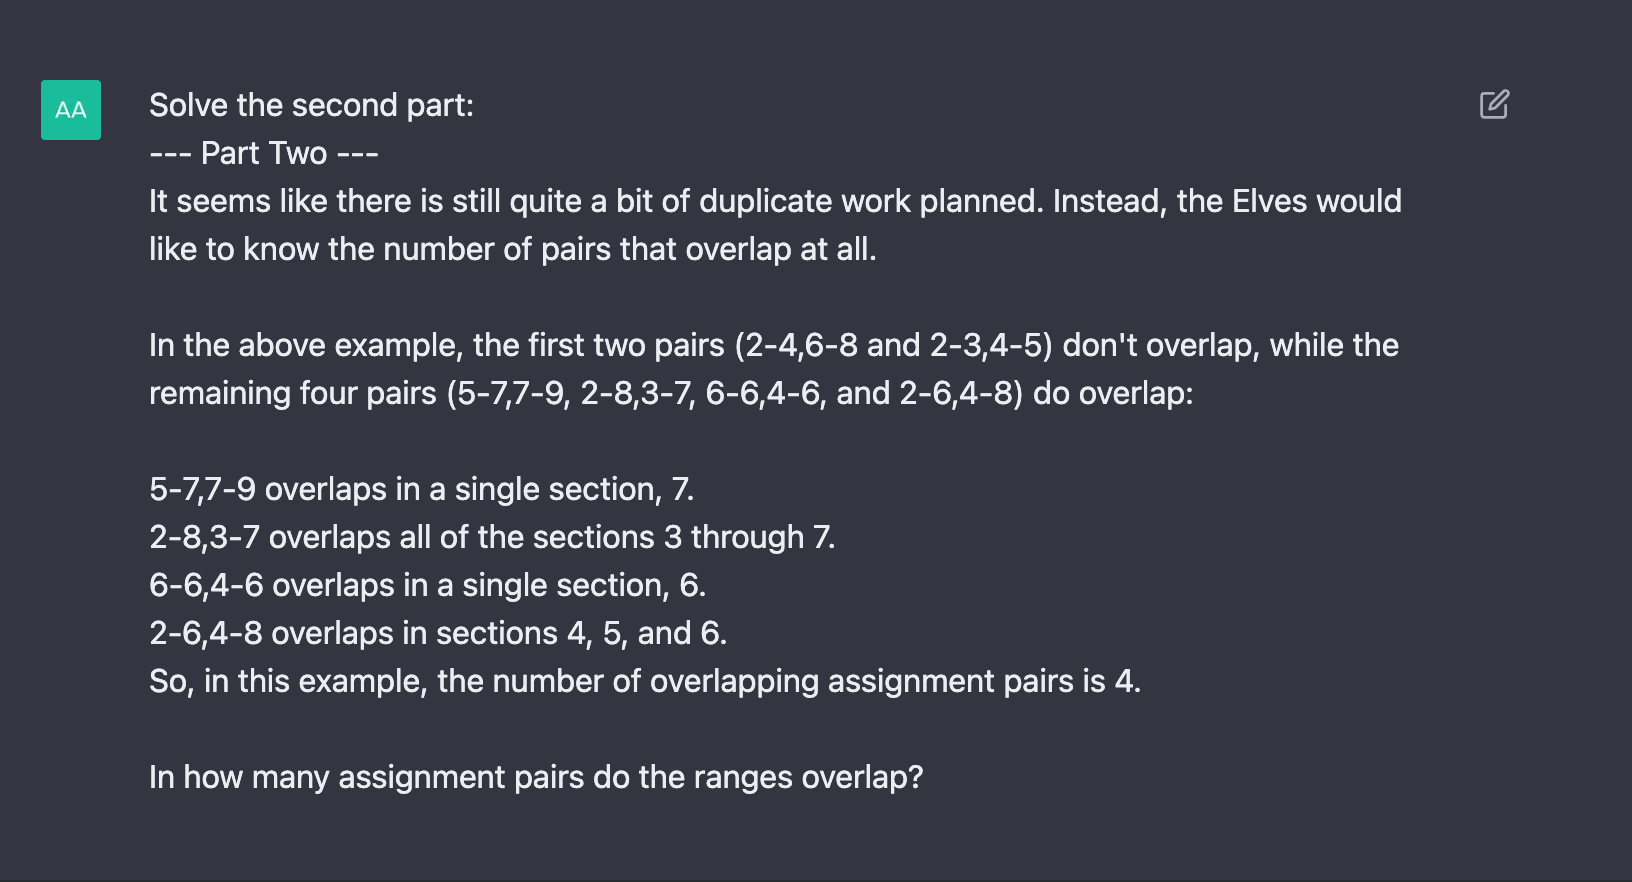 AA
Solve the second part:
--- Part Two ---
It seems like there is still quite a bit of duplicate work planned. Instead, the Elves would
like to know the number of pairs that overlap at all.
In the above example, the first two pairs (2-4,6-8 and 2-3,4-5) don't overlap, while the
remaining four pairs (5-7,7-9, 2-8,3-7, 6-6,4-6, and 2-6,4-8) do overlap:
5-7,7-9 overlaps in a single section, 7.
2-8,3-7 overlaps all of the sections 3 through 7.
6-6,4-6 overlaps in a single section, 6.
2-6,4-8 overlaps in sections 4, 5, and 6.
So, in this example, the number of overlapping assignment pairs is 4.
In how many assignment pairs do the ranges overlap?